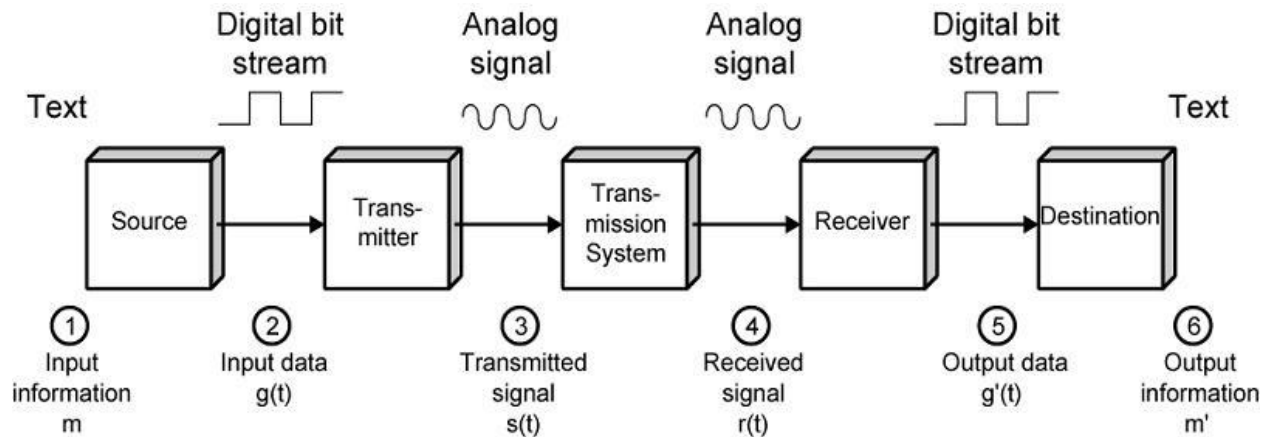 Digital bit
stream
Analog
signal
Analog
signal
Digital bit
stream
Text
Text
Source
Trans-
mitter
Trans-
mission
System
Receiver
Destination
1
Input
information
m
2
Input data
g(t)
3
Transmitted
signal
s(t)
4
Received
signal
r(t)
5
Output data
g'(t)
6
Output
information
m'